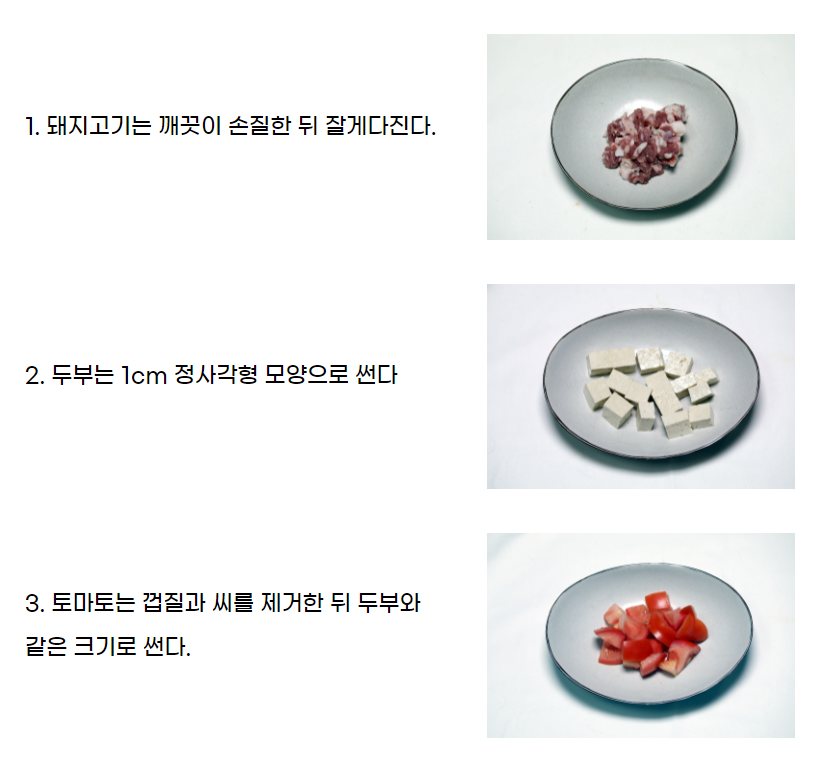 1. 돼지고기는 깨끗이 손질한 뒤 잘게다진다.
2. 두부는 1cm 정사각형 모양으로 썬다
3. 토마토는 껍질과 씨를 제거한 뒤 두부와
같은 크기로 썬다.